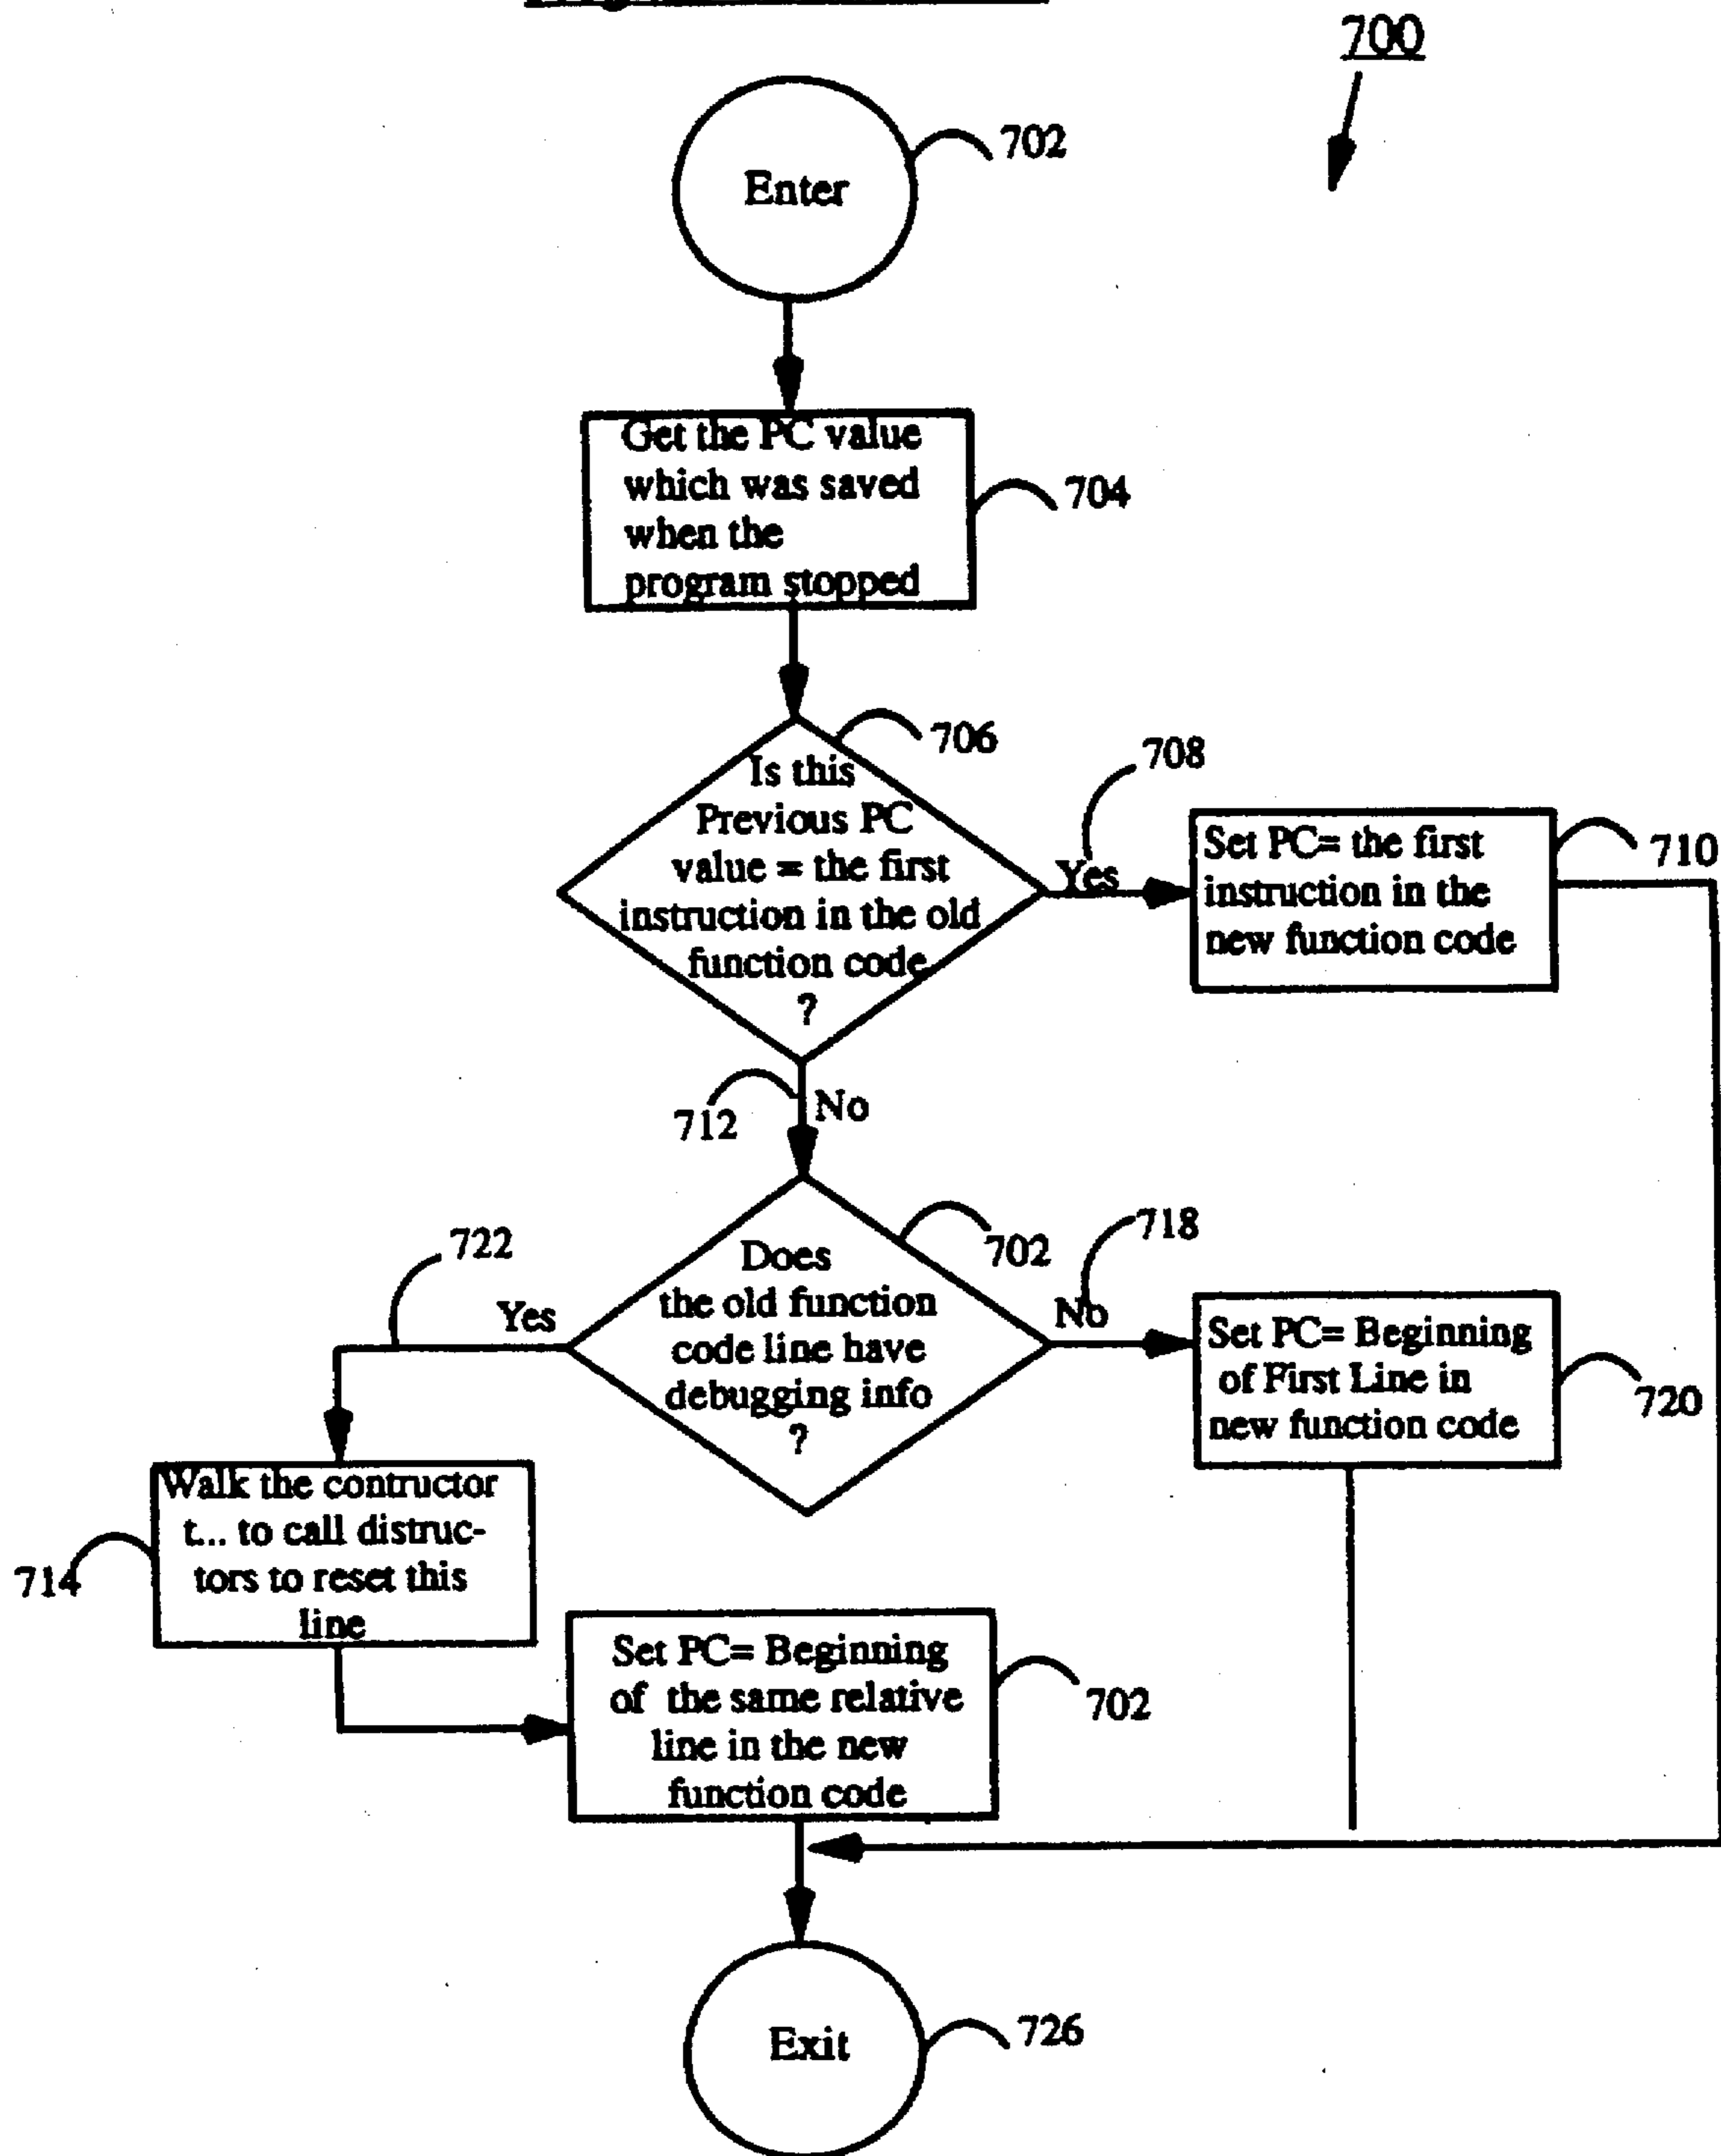 700
702
Enter
Get the PC value
which was saved
when the
program stopped
704
706
Is this
Previous PC
value = the first
instruction in the old
function code
?
708
Yes
Set PC= the first
instruction in the
new function code
710
712
No
702
Does
the old function
code line have
debugging info
?
718
No
Set PC= Beginning
of First Line in
new function code
720
722
Yes
Walk the contructor
t... to call distruc-
tors to reset this
line
714
Set PC= Beginning
of the same relative
line in the new
function code
702
Exit
726